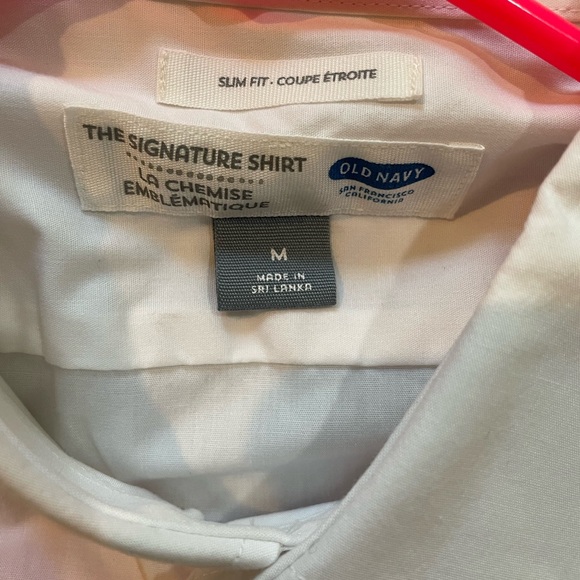 SLIM FIT • COUPE ÉTROITE
THE SIGNATURE SHIRT
LA CHEMISE
EMBLÉMATIQUE
OLD NAVY
SAN FRANCISCO
CALIFORNIA
M
MADE IN
SRI LANKA